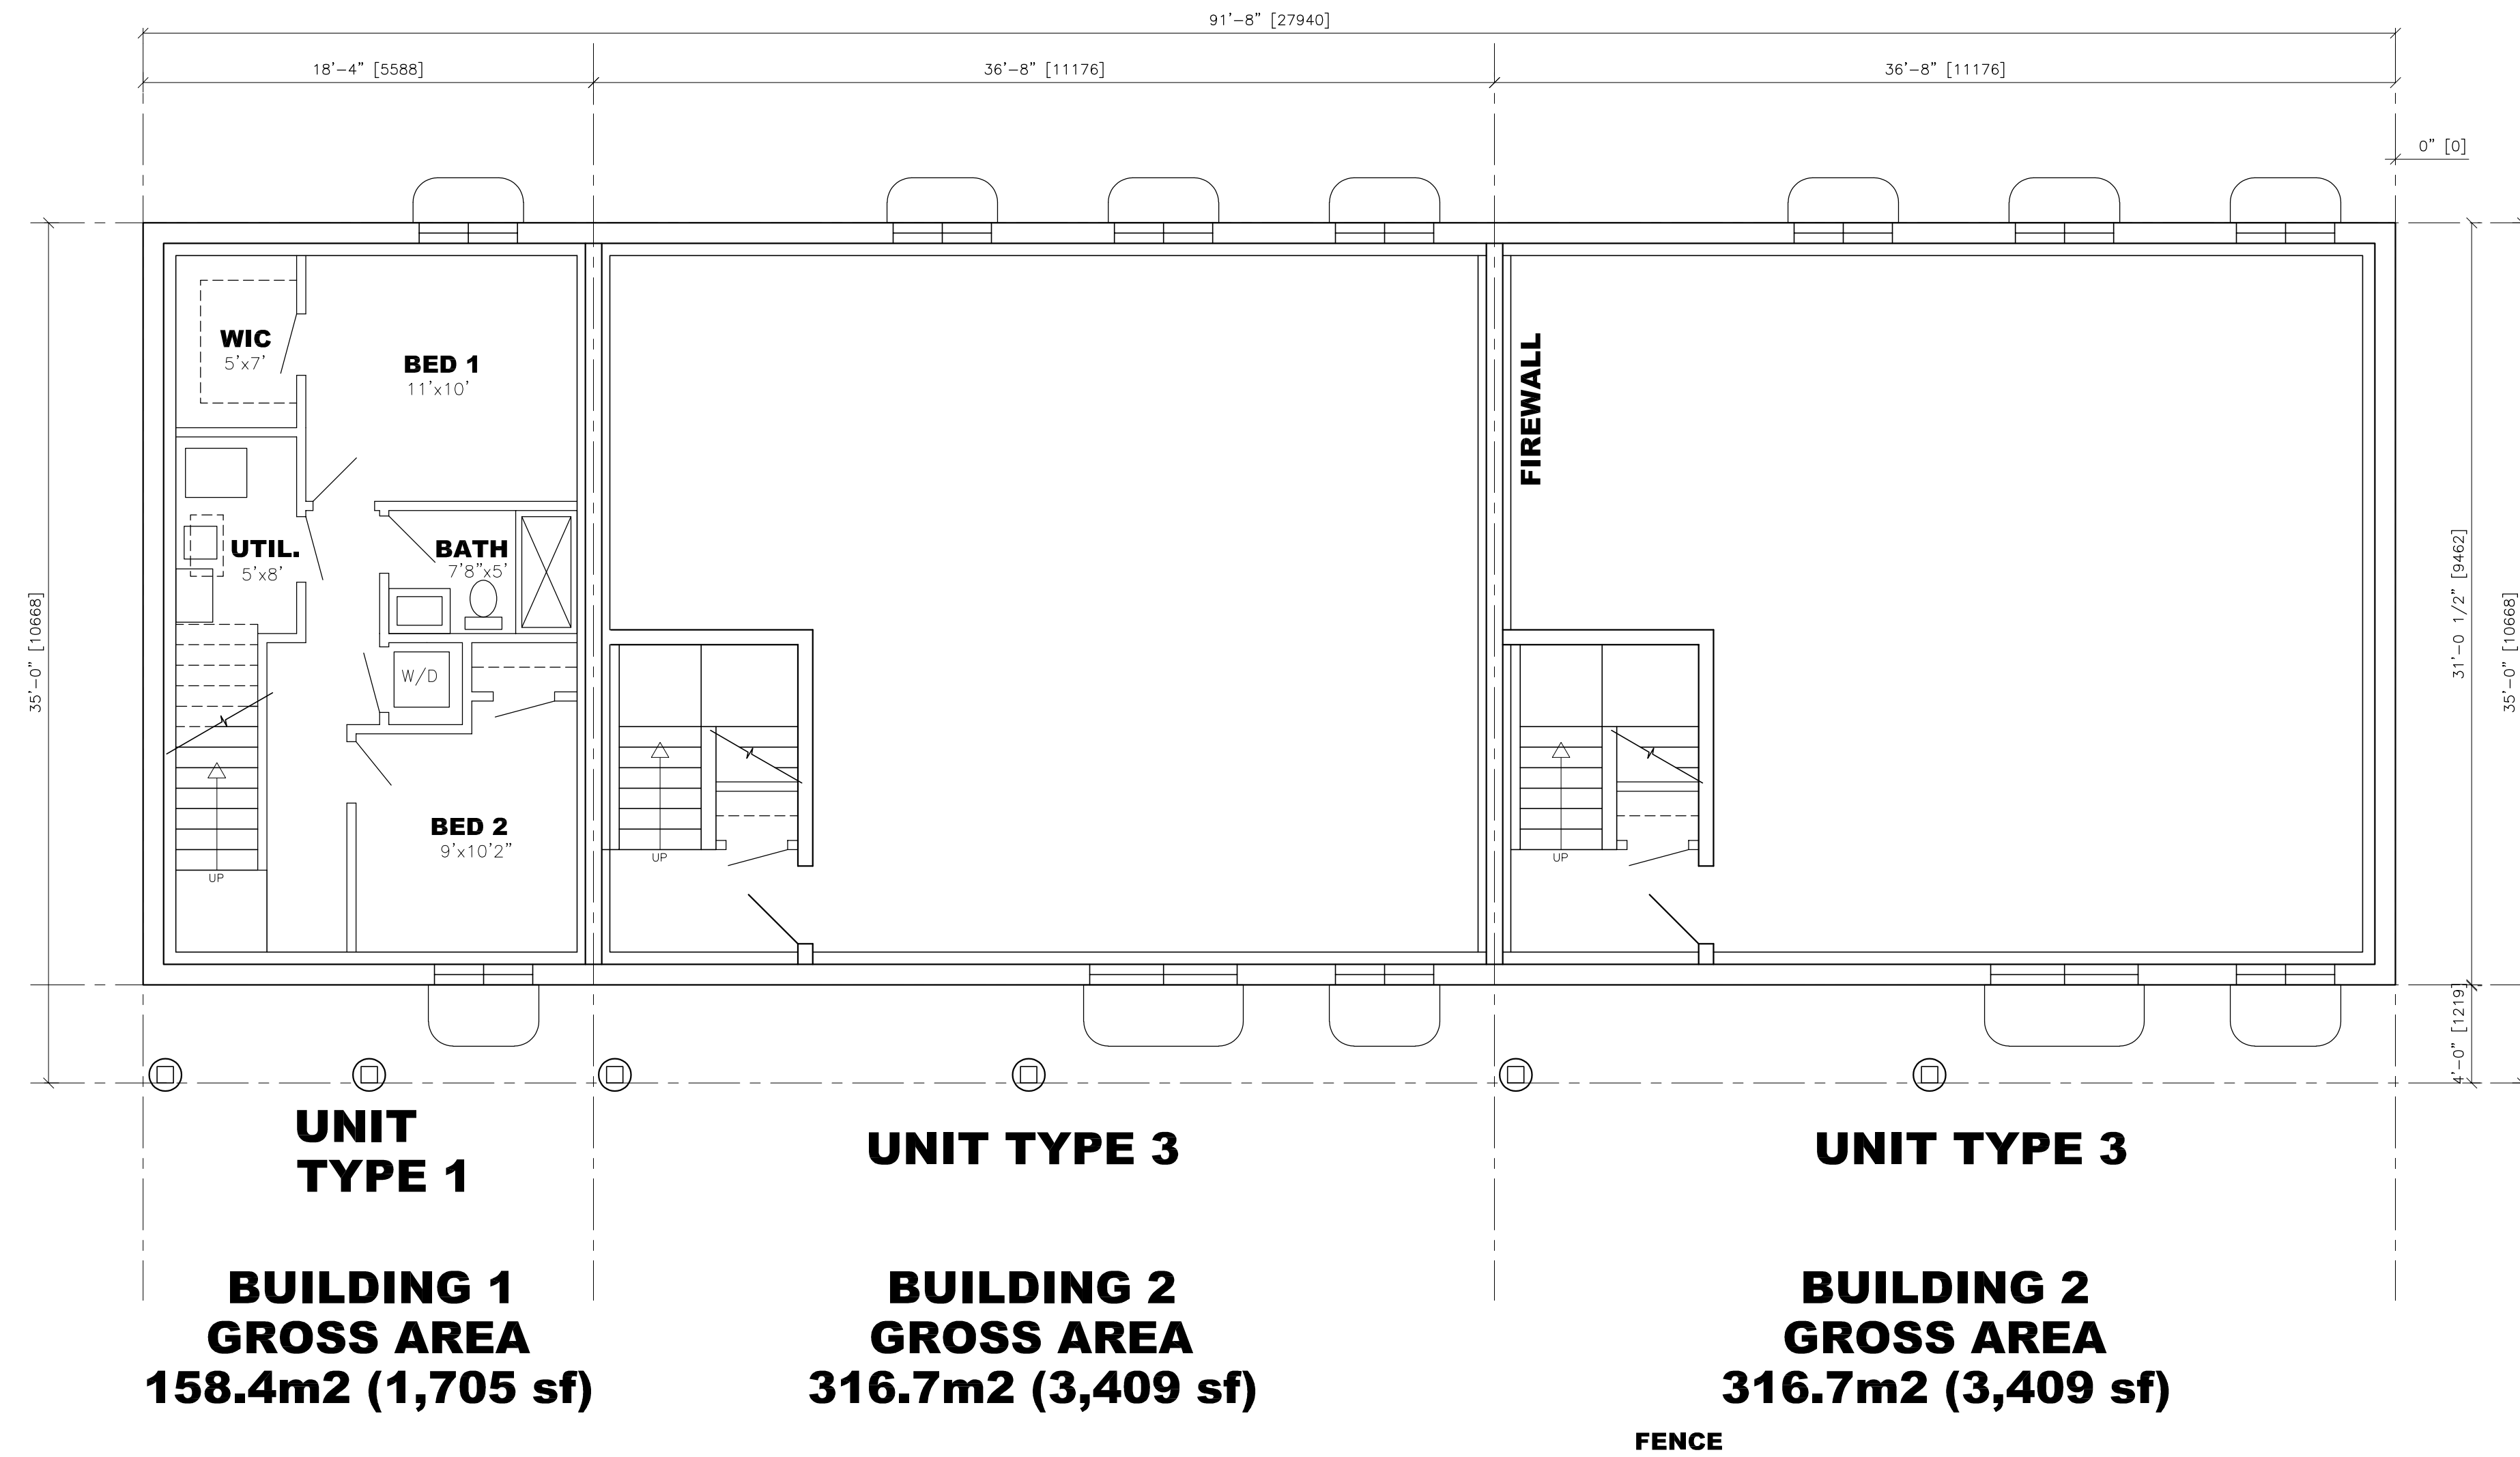 91'-8" [27940]
18'-4" [5588]
36'-8" [11176]
36'-8" [11176]
0" [0]
WIC
5'x7'
BED 1
11'x10'
FIREWALL
UTIL.
5'x8'
BATH
7'8"x5'
35'-0" [10668]
31'-0 1/2" [9462]
35'-0" [10668]
W/D
BED 2
9'x10'2"
UP
UP
UP
4'-0" [1219]
UNIT
TYPE 1
UNIT TYPE 3
UNIT TYPE 3
BUILDING 1
GROSS AREA
158.4m2 (1,705 sf)
BUILDING 2
GROSS AREA
316.7m2 (3,409 sf)
BUILDING 2
GROSS AREA
316.7m2 (3,409 sf)
FENCE